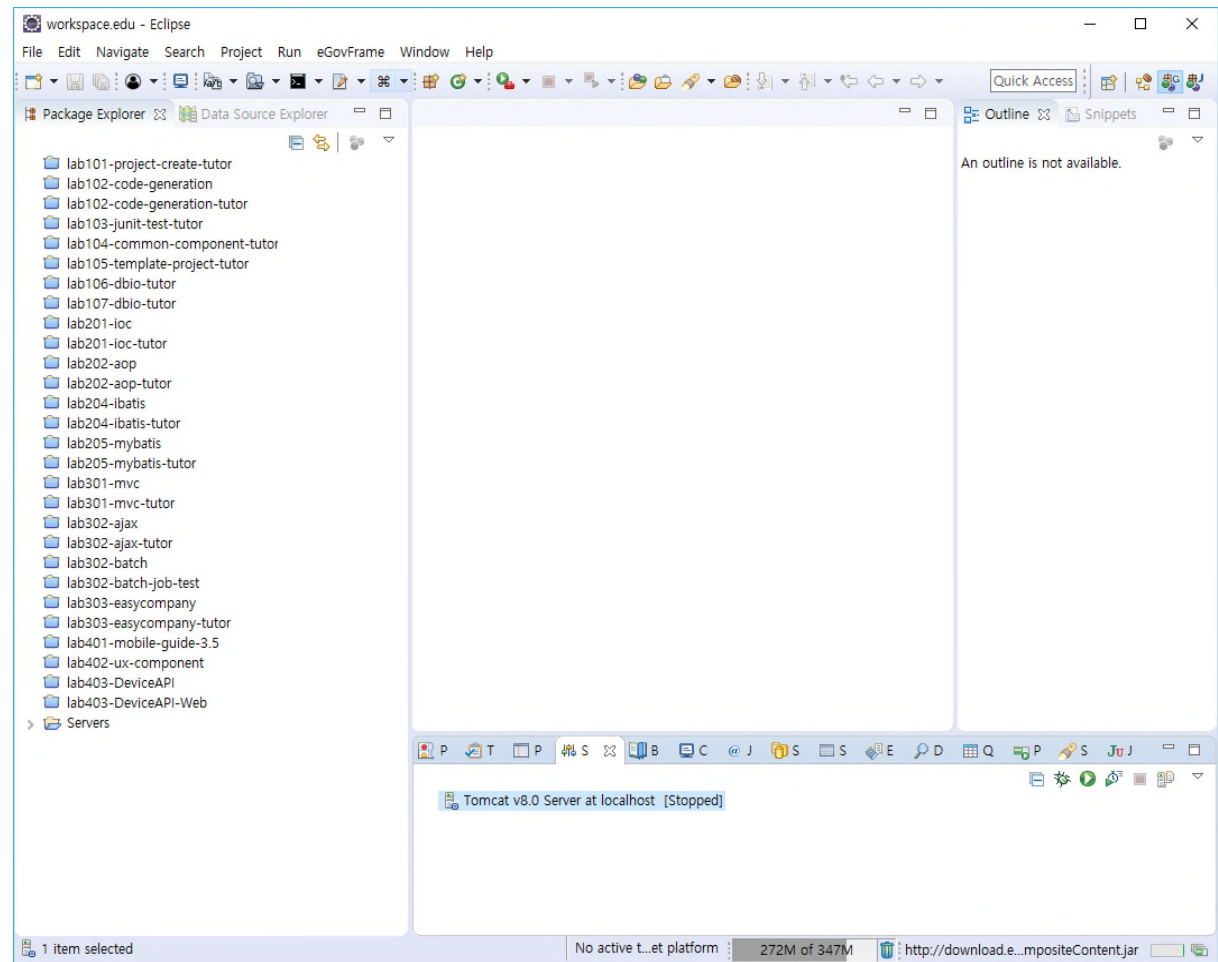 workspace.edu - Eclipse
File Edit Navigate Search Project Run eGovFrame Window Help
Quick Access
Package Explorer Data Source Explorer
Outline Snippets
An outline is not available.
lab101-project-create-tutor
lab102-code-generation
lab102-code-generation-tutor
lab103-junit-test-tutor
lab104-common-component-tutor
lab105-template-project-tutor
lab106-dbio-tutor
lab107-dbio-tutor
lab201-ioc
lab201-ioc-tutor
lab202-aop
lab202-aop-tutor
lab204-ibatis
lab204-ibatis-tutor
lab205-mybatis
lab205-mybatis-tutor
lab301-mvc
lab301-mvc-tutor
lab302-ajax
lab302-ajax-tutor
lab302-batch
lab302-batch-job-test
lab303-easycompany
lab303-easycompany-tutor
lab401-mobile-guide-3.5
lab402-ux-component
lab403-DeviceAPI
lab403-DeviceAPI-Web
Servers
P T P S B C @ J S S E D Q P S Ju J
Tomcat v8.0 Server at localhost [Stopped]
1 item selected
No active t...et platform
272M of 347M
http://download.e...mpositeContent.jar